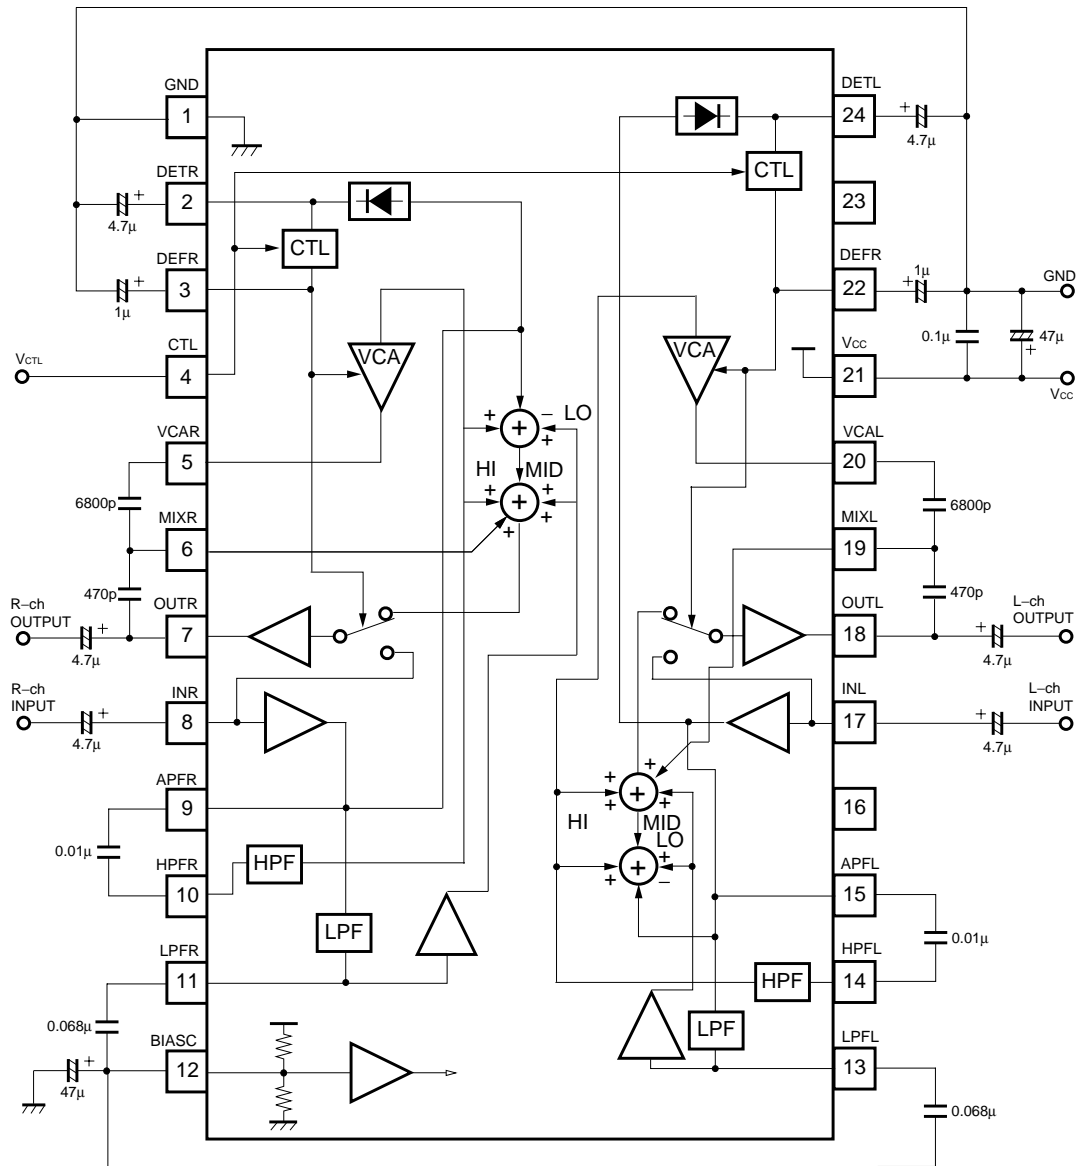 GND
1
DETR
2
+
4.7μ
CTL
DEFR
3
+
1μ
VCTL
CTL
4
VCA
+
−
LO
+
VCAR
5
HI
MID
6800p
+
+
+
+
+
+
MIXR
6
+
470p
R–ch
OUTPUT
OUTR
7
+
4.7μ
R–ch
INPUT
INR
8
+
4.7μ
APFR
9
0.01μ
HPFR
10
HPF
LPF
LPFR
11
0.068μ
BIASC
12
+
47μ
DETL
24
+
4.7μ
CTL
23
DEFR
22
1μ
+
GND
0.1μ
47μ
+
VCC
21
VCC
VCA
VCAL
20
6800p
MIXL
19
470p
OUTL
18
L–ch
OUTPUT
+
4.7μ
INL
17
L–ch
INPUT
+
4.7μ
+
+
+
+
+
HI
MID
LO
16
+
+
+
−
APFL
15
0.01μ
HPFL
14
HPF
LPF
LPFL
13
0.068μ